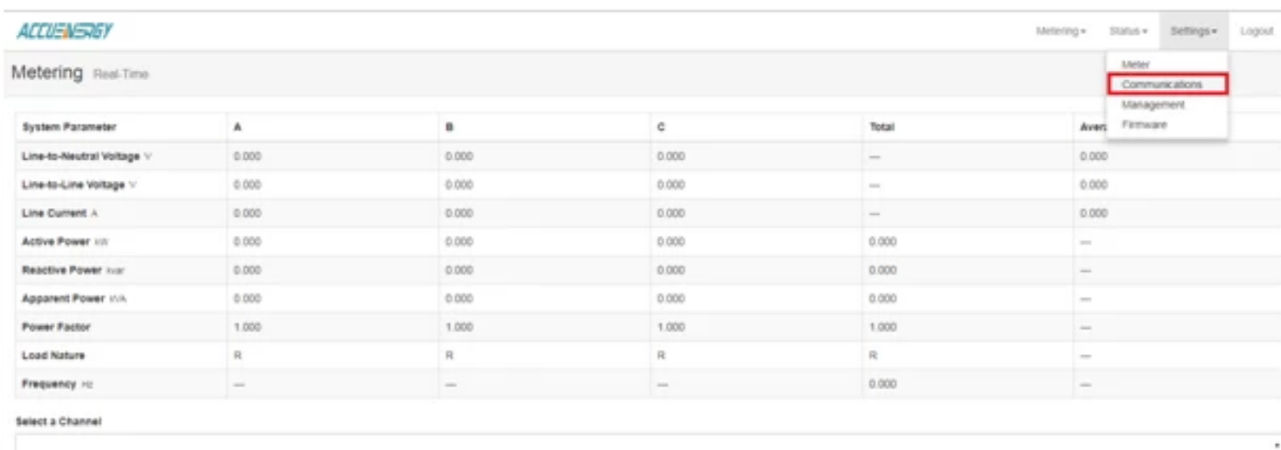 ACCUENERGY
Metering Status Settings Logout
Metering Real-Time
Meter
Communications
Management
Firmware
System Parameter A B C Total
Line-to-Neutral Voltage V 0.000 0.000 0.000 --- 0.000
Line-to-Line Voltage V 0.000 0.000 0.000 --- 0.000
Line Current A 0.000 0.000 0.000 --- 0.000
Active Power kW 0.000 0.000 0.000 0.000 ---
Reactive Power kvar 0.000 0.000 0.000 0.000 ---
Apparent Power kVA 0.000 0.000 0.000 0.000 ---
Power Factor 1.000 1.000 1.000 1.000 ---
Load Nature R R R R ---
Frequency Hz --- --- --- 0.000 ---
Select a Channel